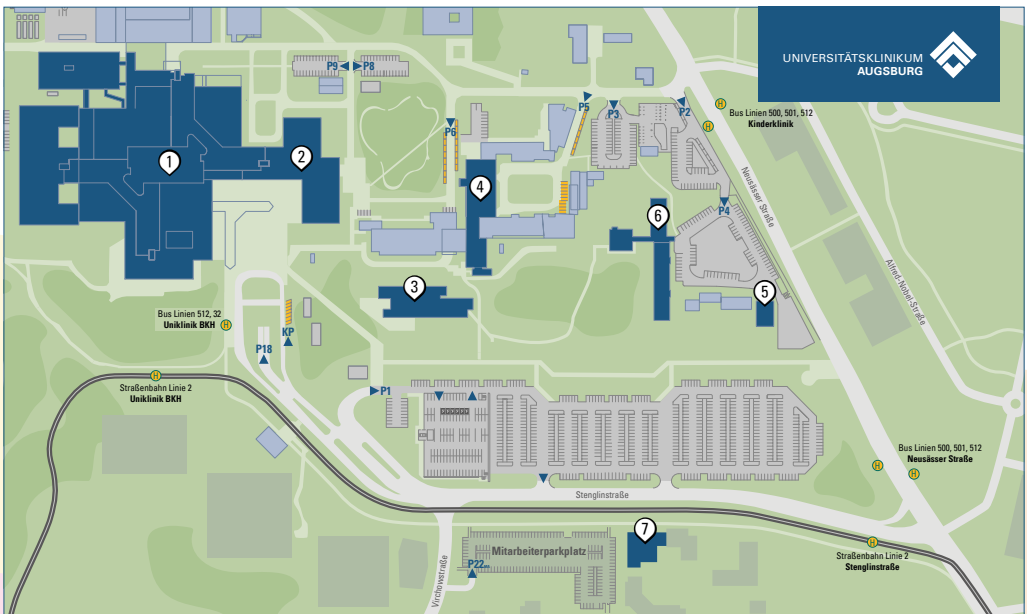 UNIVERSITÄTSKLINIKUM
AUGSBURG
P9
P8
P5
P3
P2
P6
Bus Linien 500, 501, 512
Kinderklinik
1
2
4
Neusässer Straße
P4
6
3
5
Alfred-Nobel-Straße
Bus Linien 512, 32
Uniklinik BKH
KP
P18
Straßenbahn Linie 2
Uniklinik BKH
P1
Bus Linien 500, 501, 512
Neusässer Straße
Stenglinstraße
7
Mitarbeiterparkplatz
Straßenbahn Linie 2
Stenglinstraße
P22
Virchowstraße
H
H
H
H
H
H
H